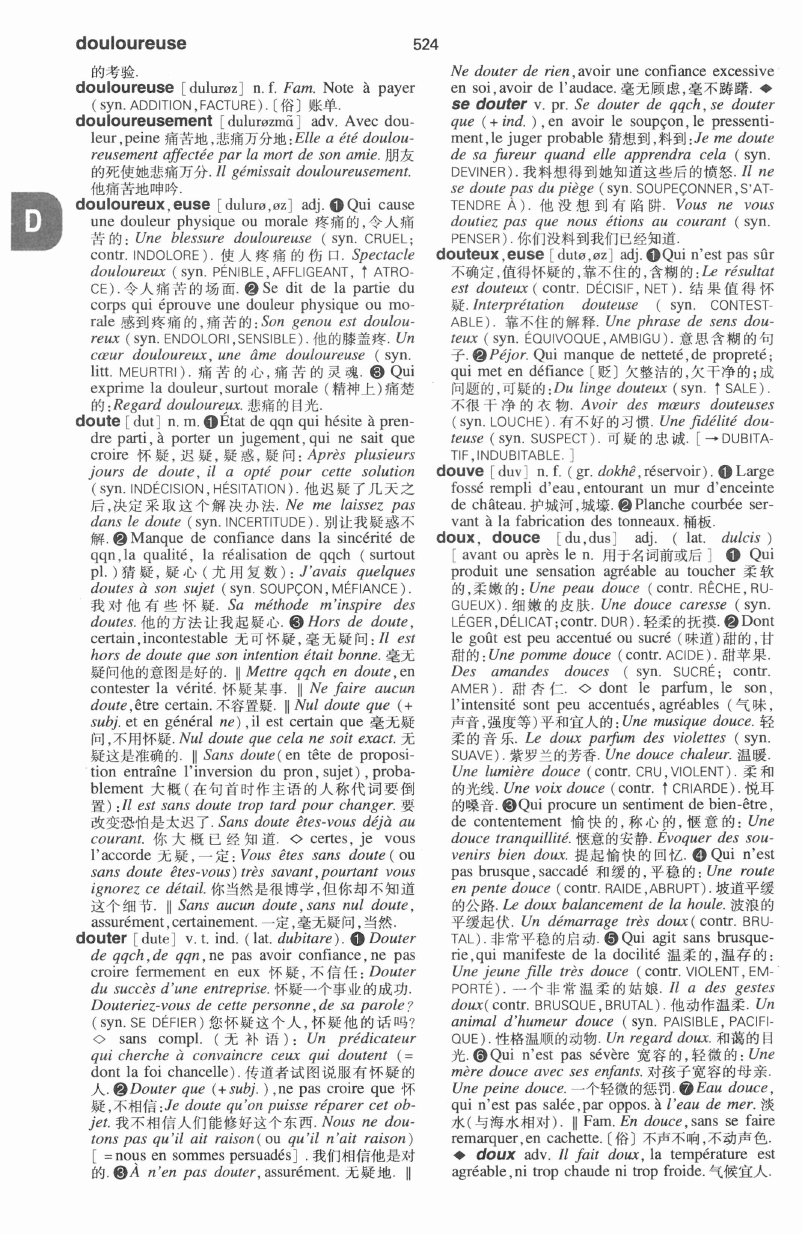 douloureuse
524
的考验.
douloureuse [dulurøz] n. f. Fam. Note à payer
(syn. ADDITION, FACTURE). 〔俗〕账单.
douloureusement [dulurøzmɑ̃] adv. Avec dou-
leur, peine 痛苦地,悲痛万分地: Elle a été doulou-
reusement affectée par la mort de son amie. 朋友
的死使她悲痛万分. Il gémissait douloureusement.
他痛苦地呻吟.
douloureux, euse [dulurø, øz] adj. ❶ Qui cause
une douleur physique ou morale 疼痛的,令人痛
苦的: Une blessure douloureuse (syn. CRUEL;
contr. INDOLORE). 使人疼痛的伤口. Spectacle
douloureux (syn. PÉNIBLE, AFFLIGEANT, ↑ ATRO-
CE). 令人痛苦的场面. ❷ Se dit de la partie du
corps qui éprouve une douleur physique ou mo-
rale 感到疼痛的,痛苦的: Son genou est doulou-
reux (syn. ENDOLORI, SENSIBLE). 他的膝盖疼. Un
cœur douloureux, une âme douloureuse (syn.
litt. MEURTRI). 痛苦的心,痛苦的灵魂. ❸ Qui
exprime la douleur, surtout morale (精神上)痛楚
的: Regard douloureux. 悲痛的目光.
doute [dut] n. m. ❶ État de qqn qui hésite à pren-
dre parti, à porter un jugement, qui ne sait que
croire 怀疑,迟疑,疑惑,疑问: Après plusieurs
jours de doute, il a opté pour cette solution
(syn. INDÉCISION, HÉSITATION). 他迟疑了几天之
后,决定采取这个解决办法. Ne me laissez pas
dans le doute (syn. INCERTITUDE). 别让我疑惑不
解. ❷ Manque de confiance dans la sincérité de
qqn, la qualité, la réalisation de qqch (surtout
pl.) 猜疑,疑心(尤用复数): J'avais quelques
doutes à son sujet (syn. SOUPÇON, MÉFIANCE).
我对他有些怀疑. Sa méthode m'inspire des
doutes. 他的方法让我起疑心. ❸ Hors de doute,
certain, incontestable 无可怀疑,毫无疑问: Il est
hors de doute que son intention était bonne. 毫无
疑问他的意图是好的. ‖ Mettre qqch en doute, en
contester la vérité. 怀疑某事. ‖ Ne faire aucun
doute, être certain. 不容置疑. ‖ Nul doute que (+
subj. et en général ne), il est certain que 毫无疑
问,不用怀疑. Nul doute que cela ne soit exact. 无
疑这是准确的. ‖ Sans doute (en tête de proposi-
tion entraîne l'inversion du pron, sujet), proba-
blement 大概(在句首时作主语的人称代词要倒
置): Il est sans doute trop tard pour changer. 要
改变恐怕是太迟了. Sans doute êtes-vous déjà au
courant. 你大概已经知道. ◇ certes, je vous
l'accorde 无疑,一定: Vous êtes sans doute (ou
sans doute êtes-vous) très savant, pourtant vous
ignorez ce détail. 你当然是很博学,但你却不知道
这个细节. ‖ Sans aucun doute, sans nul doute,
assurément, certainement. 一定,毫无疑问,当然.
douter [dute] v. t. ind. (lat. dubitare). ❶ Douter
de qqch, de qqn, ne pas avoir confiance, ne pas
croire fermement en eux 怀疑,不信任: Douter
du succès d'une entreprise. 怀疑一个事业的成功.
Douteriez-vous de cette personne, de sa parole?
(syn. SE DÉFIER) 您怀疑这个人,怀疑他的话吗?
◇ sans compl. (无补语): Un prédicateur
qui cherche à convaincre ceux qui doutent (=
dont la foi chancelle). 传道者试图说服有怀疑的
人. ❷ Douter que (+ subj.), ne pas croire que 怀
疑,不相信: Je doute qu'on puisse réparer cet ob-
jet. 我不相信人们能修好这个东西. Nous ne dou-
tons pas qu'il ait raison (ou qu'il n'ait raison)
[= nous en sommes persuadés]. 我们相信他是对
的. ❸ À n'en pas douter, assurément. 无疑地. ‖
Ne douter de rien, avoir une confiance excessive
en soi, avoir de l'audace. 毫无顾虑,毫不踌躇. ◆
se douter v. pr. Se douter de qqch, se douter
que (+ ind.), en avoir le soupçon, le pressenti-
ment, le juger probable 猜想到,料到: Je me doute
de sa fureur quand elle apprendra cela (syn.
DEVINER). 我料想得到她知道这些后的愤怒. Il ne
se doute pas du piège (syn. SOUPEÇONNER, S'AT-
TENDRE À). 他没想到有陷阱. Vous ne vous
doutiez pas que nous étions au courant (syn.
PENSER). 你们没料到我们已经知道.
douteux, euse [dutø, øz] adj. ❶ Qui n'est pas sûr
不确定,值得怀疑的,靠不住的,含糊的: Le résultat
est douteux (contr. DÉCISIF, NET). 结果值得怀
疑. Interprétation douteuse (syn. CONTEST-
ABLE). 靠不住的解释. Une phrase de sens dou-
teux (syn. ÉQUIVOQUE, AMBIGU). 意思含糊的句
子. ❷ Péjor. Qui manque de netteté, de propreté;
qui met en défiance 〔贬〕欠整洁的,欠干净的;成
问题的,可疑的: Du linge douteux (syn. ↑ SALE).
不很干净的衣物. Avoir des mœurs douteuses
(syn. LOUCHE). 有不好的习惯. Une fidélité dou-
teuse (syn. SUSPECT). 可疑的忠诚. [→ DUBITA-
TIF, INDUBITABLE.]
douve [duv] n. f. (gr. dokhê, réservoir). ❶ Large
fossé rempli d'eau, entourant un mur d'enceinte
de château. 护城河,城壕. ❷ Planche courbée ser-
vant à la fabrication des tonneaux. 桶板.
doux, douce [du, dus] adj. (lat. dulcis)
[avant ou après le n. 用于名词前或后] ❶ Qui
produit une sensation agréable au toucher 柔软
的,柔嫩的: Une peau douce (contr. RÊCHE, RU-
GUEUX). 细嫩的皮肤. Une douce caresse (syn.
LÉGER, DÉLICAT; contr. DUR). 轻柔的抚摸. ❷ Dont
le goût est peu accentué ou sucré (味道)甜的,甘
甜的: Une pomme douce (contr. ACIDE). 甜苹果.
Des amandes douces (syn. SUCRÉ; contr.
AMER). 甜杏仁. ◇ dont le parfum, le son,
l'intensité sont peu accentués, agréables (气味,
声音,强度等)平和宜人的: Une musique douce. 轻
柔的音乐. Le doux parfum des violettes (syn.
SUAVE). 紫罗兰的芳香. Une douce chaleur. 温暖.
Une lumière douce (contr. CRU, VIOLENT). 柔和
的光线. Une voix douce (contr. ↑ CRIARDE). 悦耳
的嗓音. ❸ Qui procure un sentiment de bien-être,
de contentement 愉快的,称心的,惬意的: Une
douce tranquillité. 惬意的安静. Évoquer des sou-
venirs bien doux. 提起愉快的回忆. ❹ Qui n'est
pas brusque, saccadé 和缓的,平稳的: Une route
en pente douce (contr. RAIDE, ABRUPT). 坡道平缓
的公路. Le doux balancement de la houle. 波浪的
平缓起伏. Un démarrage très doux (contr. BRU-
TAL). 非常平稳的启动. ❺ Qui agit sans brusque-
rie, qui manifeste de la docilité 温柔的,温存的:
Une jeune fille très douce (contr. VIOLENT, EM-
PORTÉ). 一个非常温柔的姑娘. Il a des gestes
doux (contr. BRUSQUE, BRUTAL). 他动作温柔. Un
animal d'humeur douce (syn. PAISIBLE, PACIFI-
QUE). 性格温顺的动物. Un regard doux. 和蔼的目
光. ❻ Qui n'est pas sévère 宽容的,轻微的: Une
mère douce avec ses enfants. 对孩子宽容的母亲.
Une peine douce. 一个轻微的惩罚. ❼ Eau douce,
qui n'est pas salée, par oppos. à l'eau de mer. 淡
水(与海水相对). ‖ Fam. En douce, sans se faire
remarquer, en cachette. 〔俗〕不声不响,不动声色.
◆ doux adv. Il fait doux, la température est
agréable, ni trop chaude ni trop froide. 气候宜人.
D